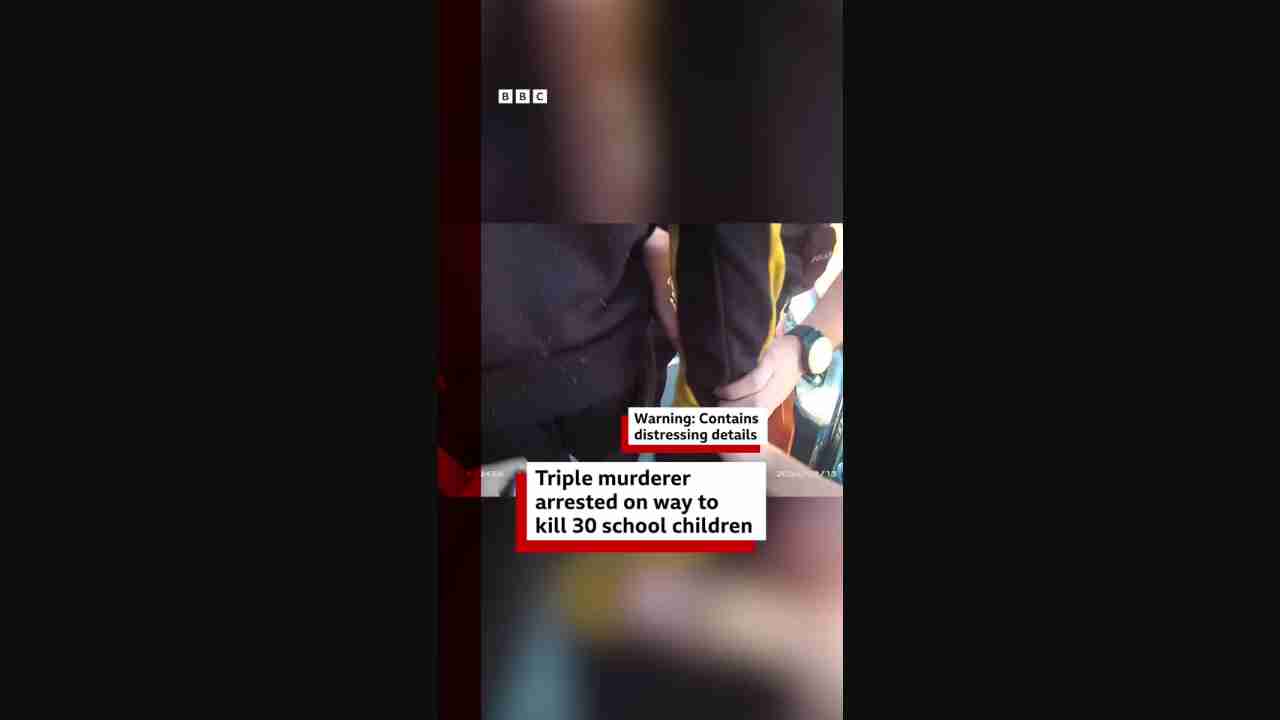 BBC
Warning: Contains
distressing details
Triple murderer
arrested on way to
kill 30 school children